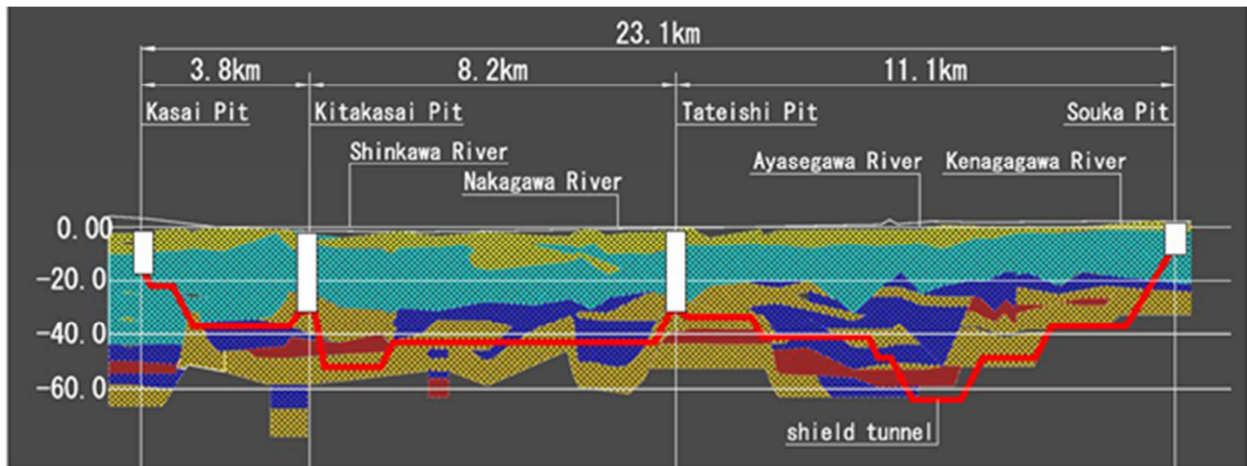 23.1km
3.8km 8.2km 11.1km
Kasai Pit Kitakasai Pit Tateishi Pit Souka Pit
Shinkawa River Ayasegawa River Kenagagawa River
Nakagawa River
0.00
-20.0
-40.0
-60.0
shield tunnel